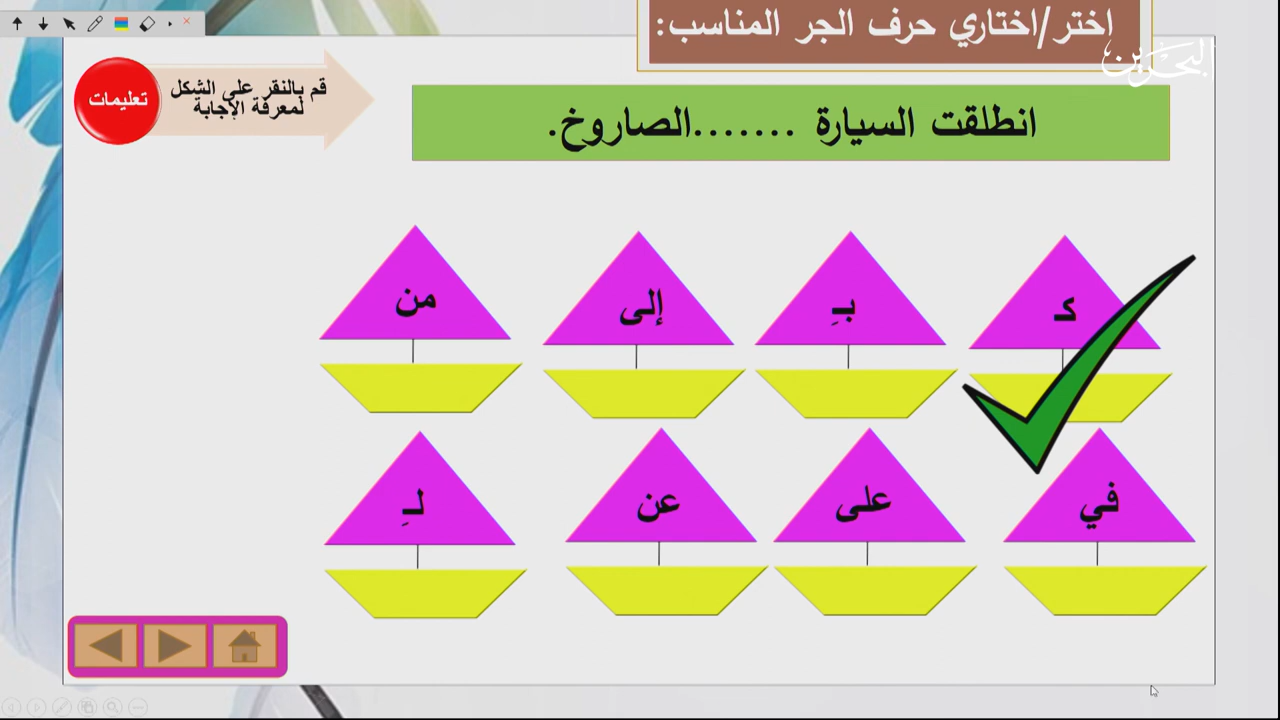 اختر/اختاري حرف الجر المناسب:
البحرين
تعليمات
قم بالنقر على الشكل
لمعرفة الإجابة
انطلقت السيارة .......الصاروخ.
كـ
بـِ
إلى
من
في
على
عن
لـِ